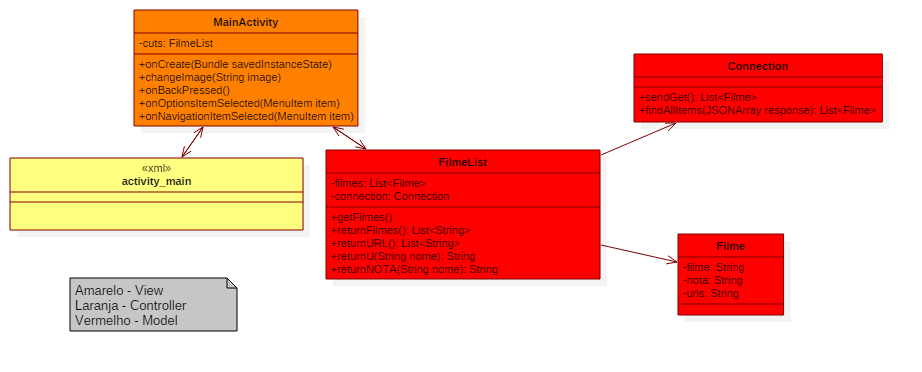 MainActivity
-cuts: FilmeList
+onCreate(Bundle savedInstanceState)
+changeImage(String image)
+onBackPressed()
+onOptionsItemSelected(MenuItem item)
+onNavigationItemSelected(MenuItem item)
«xml»
activity_main
FilmeList
-filmes: List<Filme>
-connection: Connection
+getFilmes()
+returnFilmes(): List<String>
+returnURL(): List<String>
+returnU(String nome): String
+returnNOTA(String nome): String
Connection
+sendGet(): List<Filme>
+findAllItems(JSONArray response): List<Filme>
Filme
-filme: String
-nota: String
-urls: String
Amarelo - View
Laranja - Controller
Vermelho - Model